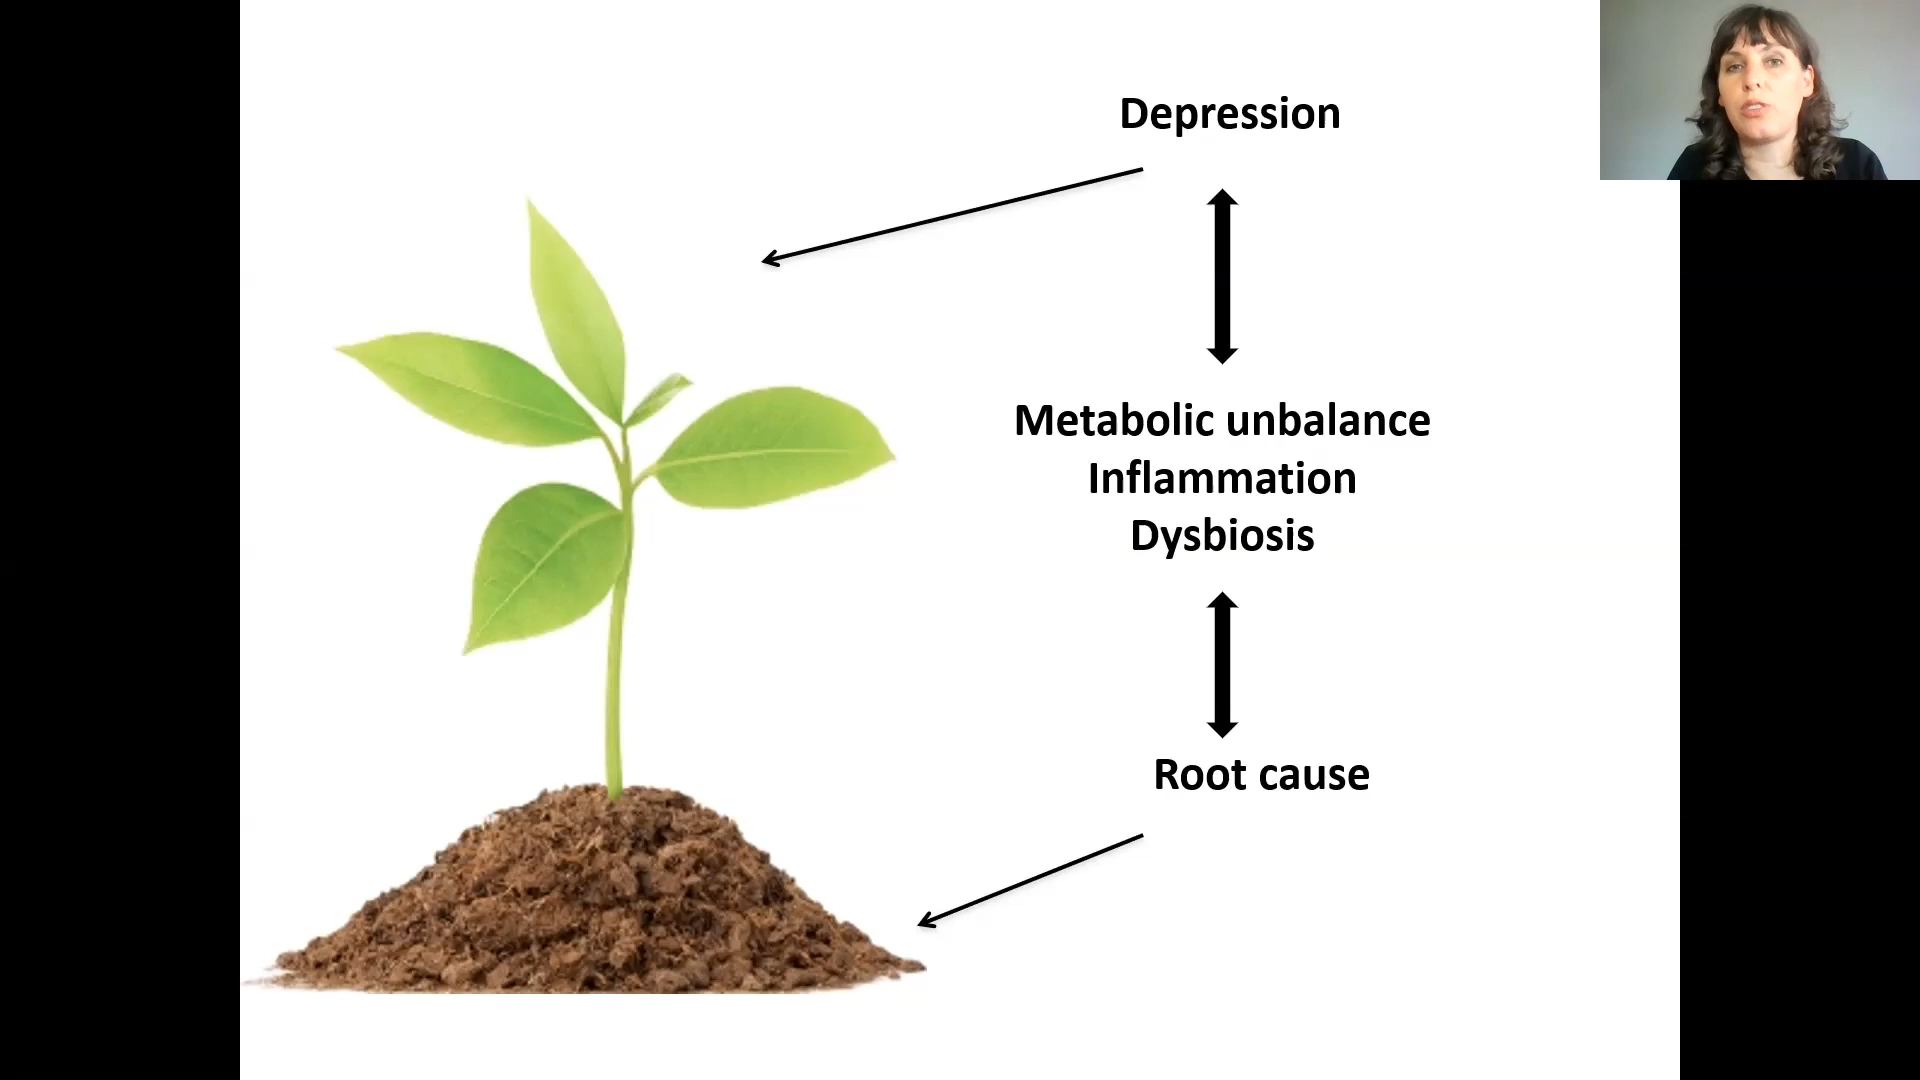 Depression
Metabolic unbalance
Inflammation
Dysbiosis
Root cause